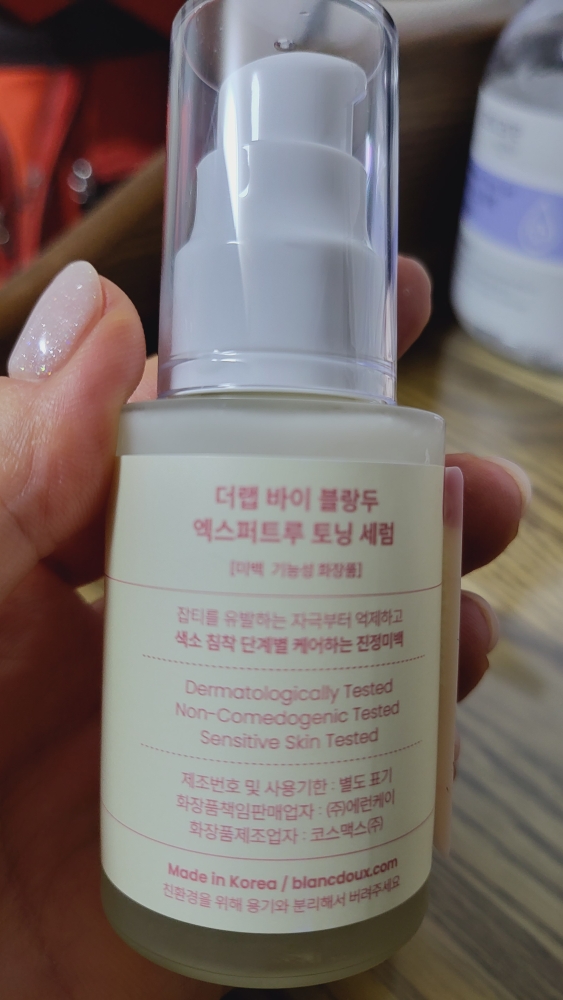 더랩 바이 블랑두
엑스퍼트루 토닝 세럼
[미백 기능성 화장품]
잡티를 유발하는 자극부터 억제하고
색소 침착 단계별 케어하는 진정미백
Dermatologically Tested
Non-Comedogenic Tested
Sensitive Skin Tested
제조번호 및 사용기한 : 별도 표기
화장품책임판매업자 : (주)에런케이
화장품제조업자 : 코스맥스(주)
Made in Korea / blancdoux.com
친환경을 위해 용기와 분리해서 버려주세요